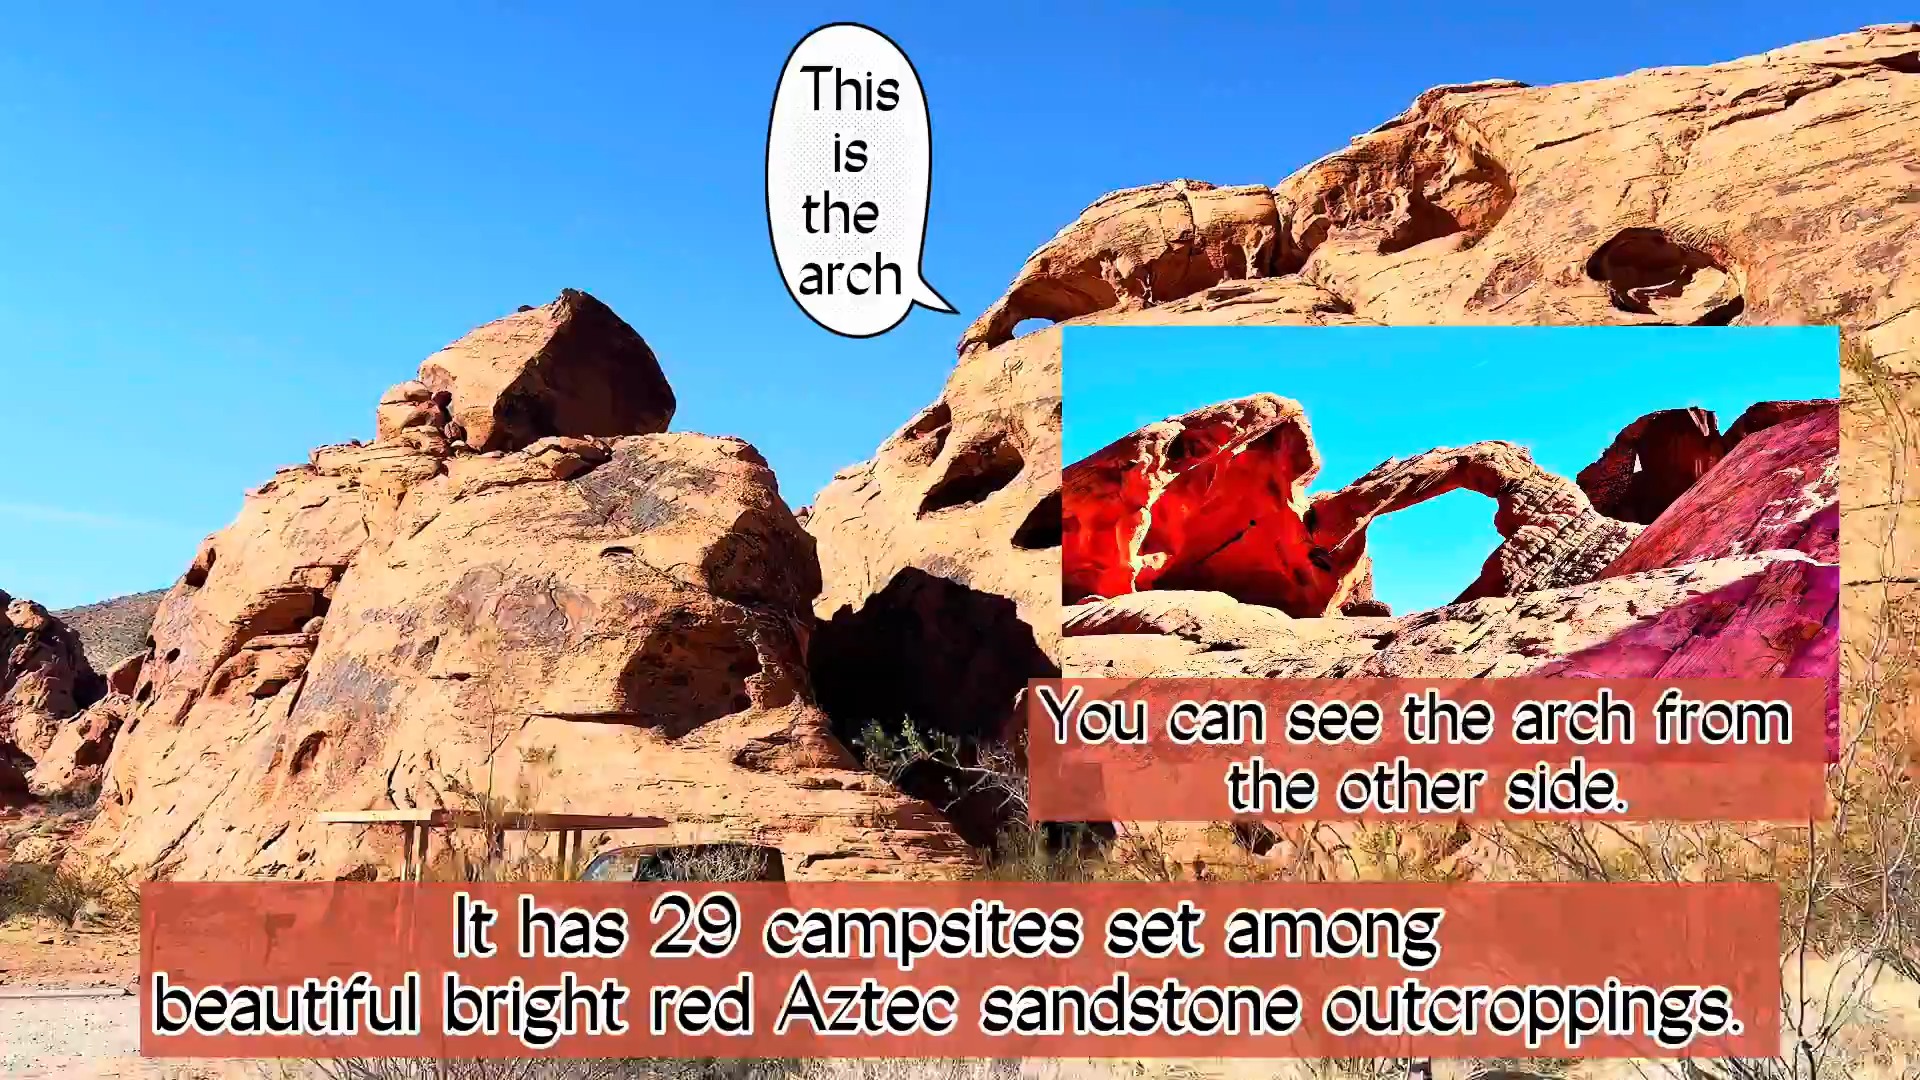 This
is
the
arch
You can see the arch from
the other side.
It has 29 campsites set among
beautiful bright red Aztec sandstone outcroppings.